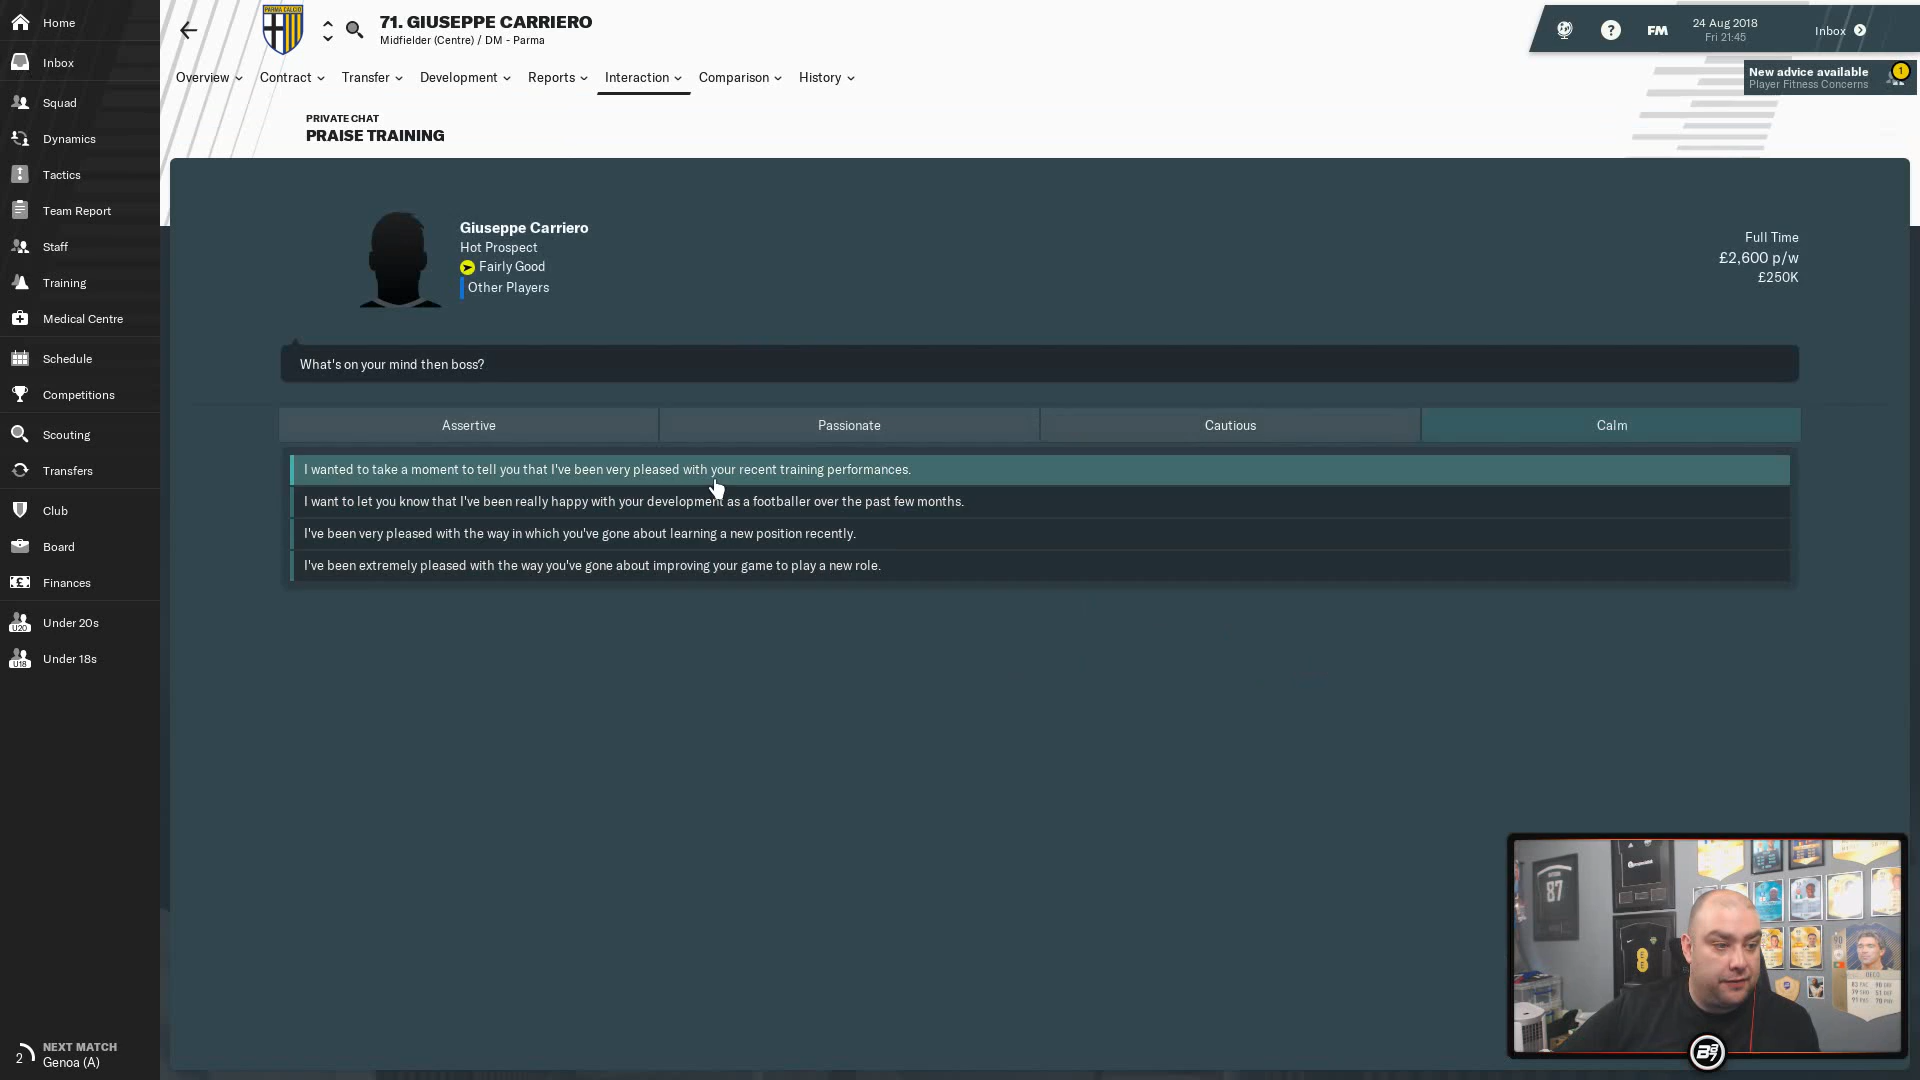 Home
Inbox
Squad
Dynamics
Tactics
Team Report
Staff
Training
Medical Centre
Schedule
Competitions
Scouting
Transfers
Club
Board
Finances
U20
Under 20s
U18
Under 18s
2
NEXT MATCH
Genoa (A)
PARMA CALCIO
71. GIUSEPPE CARRIERO
Midfielder (Centre) / DM - Parma
FM
24 Aug 2018
Fri 21:45
Inbox
Overview
Contract
Transfer
Development
Reports
Interaction
Comparison
History
New advice available
Player Fitness Concerns
1
PRIVATE CHAT
PRAISE TRAINING
Giuseppe Carriero
Hot Prospect
Fairly Good
Other Players
Full Time
£2,600 p/w
£250K
What's on your mind then boss?
Assertive
Passionate
Cautious
Calm
I wanted to take a moment to tell you that I've been very pleased with your recent training performances.
I want to let you know that I've been really happy with your development as a footballer over the past few months.
I've been very pleased with the way in which you've gone about learning a new position recently.
I've been extremely pleased with the way you've gone about improving your game to play a new role.
87
90